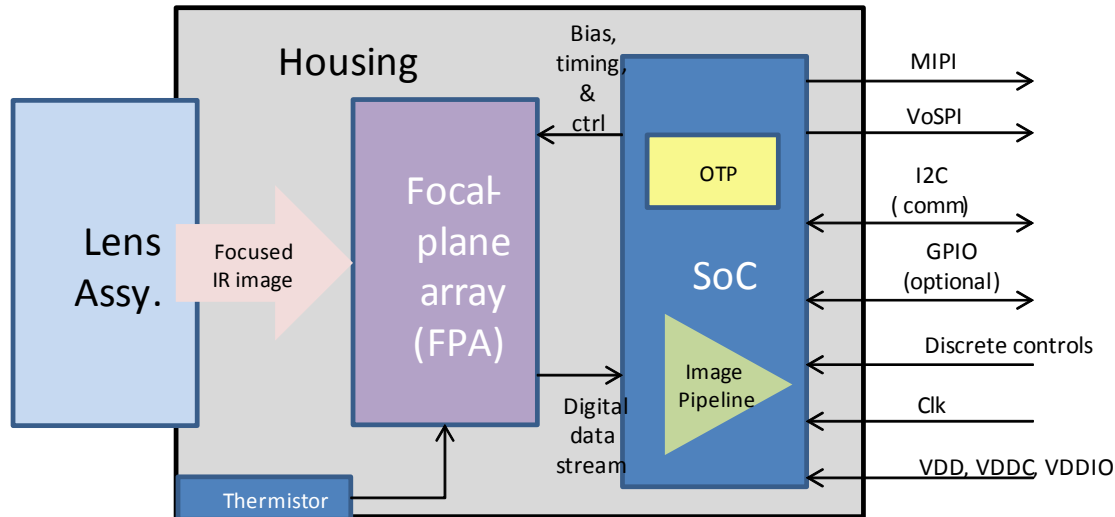 Housing
Bias,
timing,
&
ctrl
MIPI
VoSPI
OTP
I2C
( comm)
Focal-
plane
array
(FPA)
Lens
Assy.
Focused
IR image
SoC
GPIO
(optional)
Discrete controls
Image
Pipeline
Clk
Digital
data
stream
VDD, VDDC, VDDIO
Thermistor